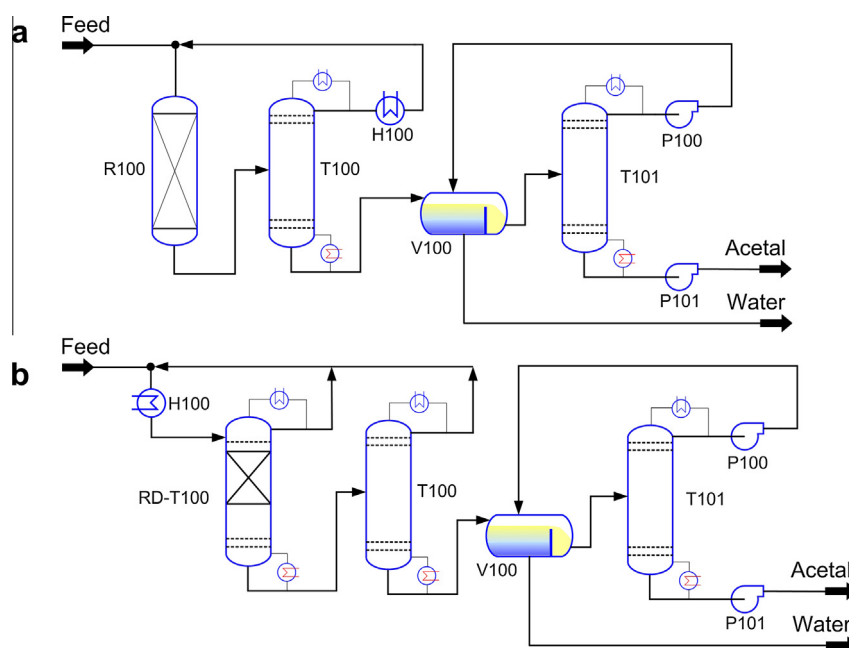 a
Feed
H100
P100
R100
T100
T101
V100
Acetal
P101
Water
Feed
b
H100
P100
RD-T100
T100
T101
V100
Acetal
P101
Water